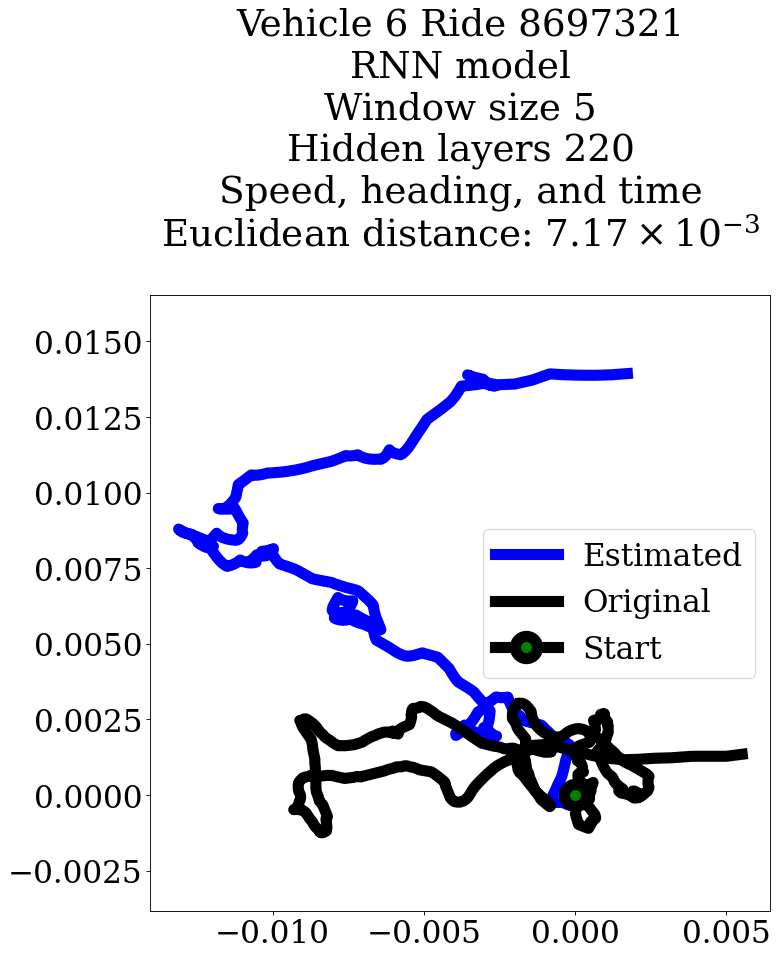 Vehicle 6 Ride 8697321
RNN model
Window size 5
Hidden layers 220
Speed, heading, and time
Euclidean distance: 7.17 × 10⁻³
0.0150
0.0125
0.0100
0.0075
0.0050
0.0025
0.0000
−0.0025
Estimated
Original
Start
−0.010 −0.005 0.000 0.005